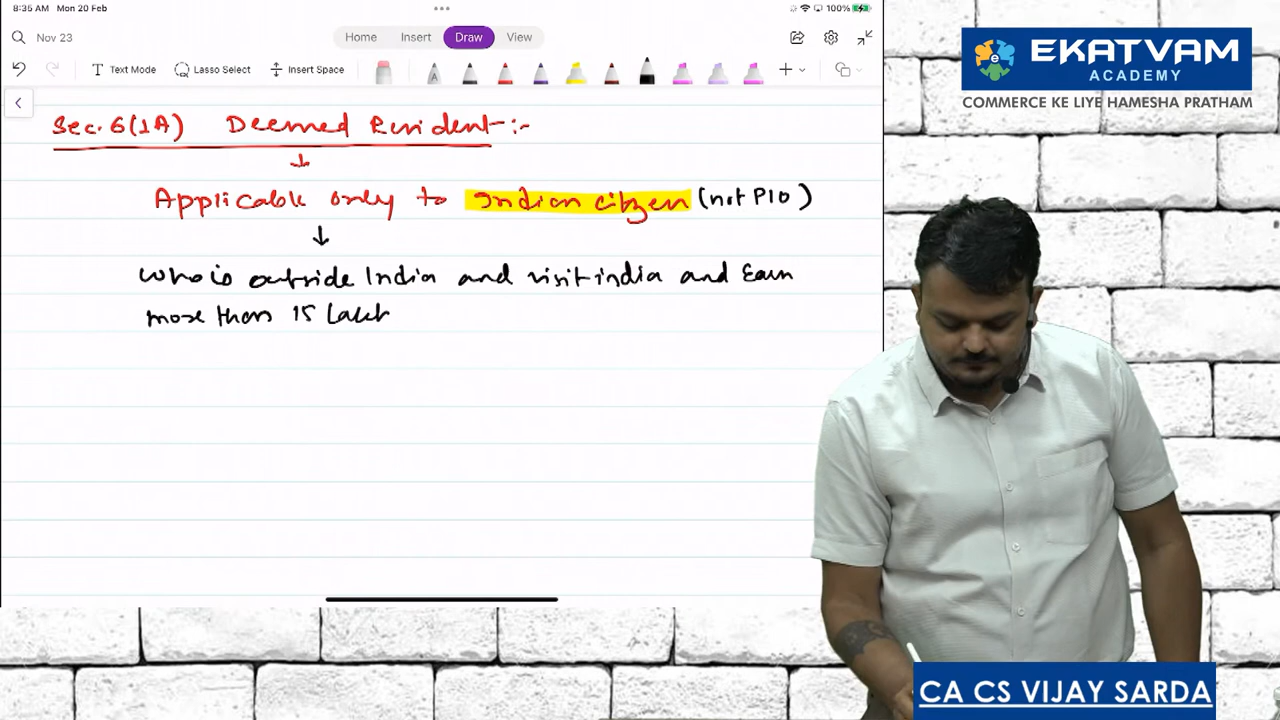 8:35 AM Mon 20 Feb
100%
Nov 23
Home Insert Draw View
Text Mode Lasso Select Insert Space
EKATVAM
ACADEMY
COMMERCE KE LIYE HAMESHA PRATHAM
Sec. 6(1A) Deemed Resident :-
Applicable only to Indian citizen (not PIO)
who is outside India and visit india and Earn
more than 15 Lakh
CA CS VIJAY SARDA